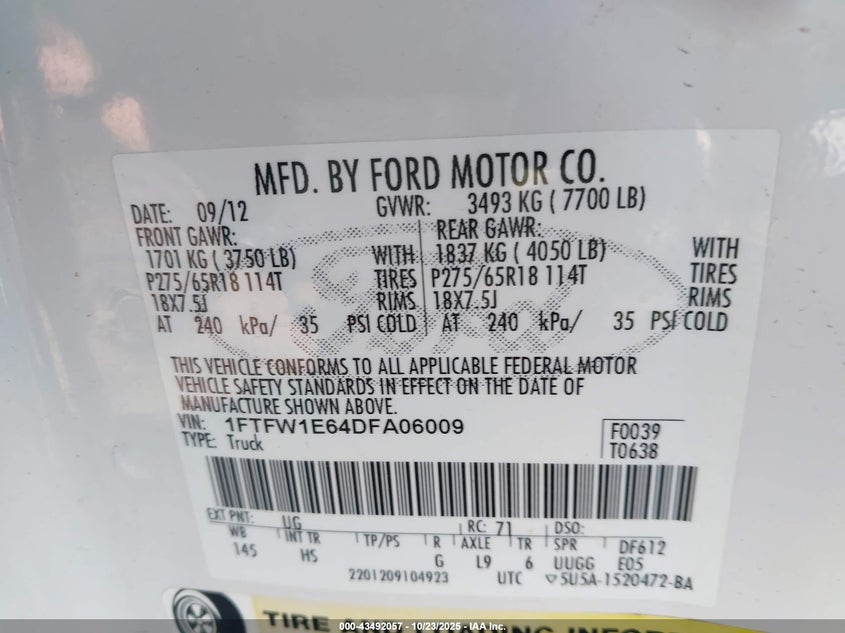 MFD. BY FORD MOTOR CO.
DATE: 09/12 GVWR: 3493 KG ( 7700 LB)
FRONT GAWR: REAR GAWR:
1701 KG ( 3750 LB) WITH 1837 KG ( 4050 LB) WITH
P275/65R18 114T TIRES P275/65R18 114T TIRES
18X7.5J RIMS 18X7.5J RIMS
AT 240 kPa/ 35 PSI COLD AT 240 kPa/ 35 PSI COLD
Ford
THIS VEHICLE CONFORMS TO ALL APPLICABLE FEDERAL MOTOR
VEHICLE SAFETY STANDARDS IN EFFECT ON THE DATE OF
MANUFACTURE SHOWN ABOVE.
VIN: 1FTFW1E64DFA06009 F0039
TYPE: Truck T0638
EXT PNT: UG RC: 71 DSO:
WB INT TR TP/PS R AXLE TR SPR DF612
145 HS G L9 6 UUGG E05
2201209104923 UTC ▽5U5A-1520472-BA
TIRE
000-43492057 - 10/23/2025 - IAA Inc.